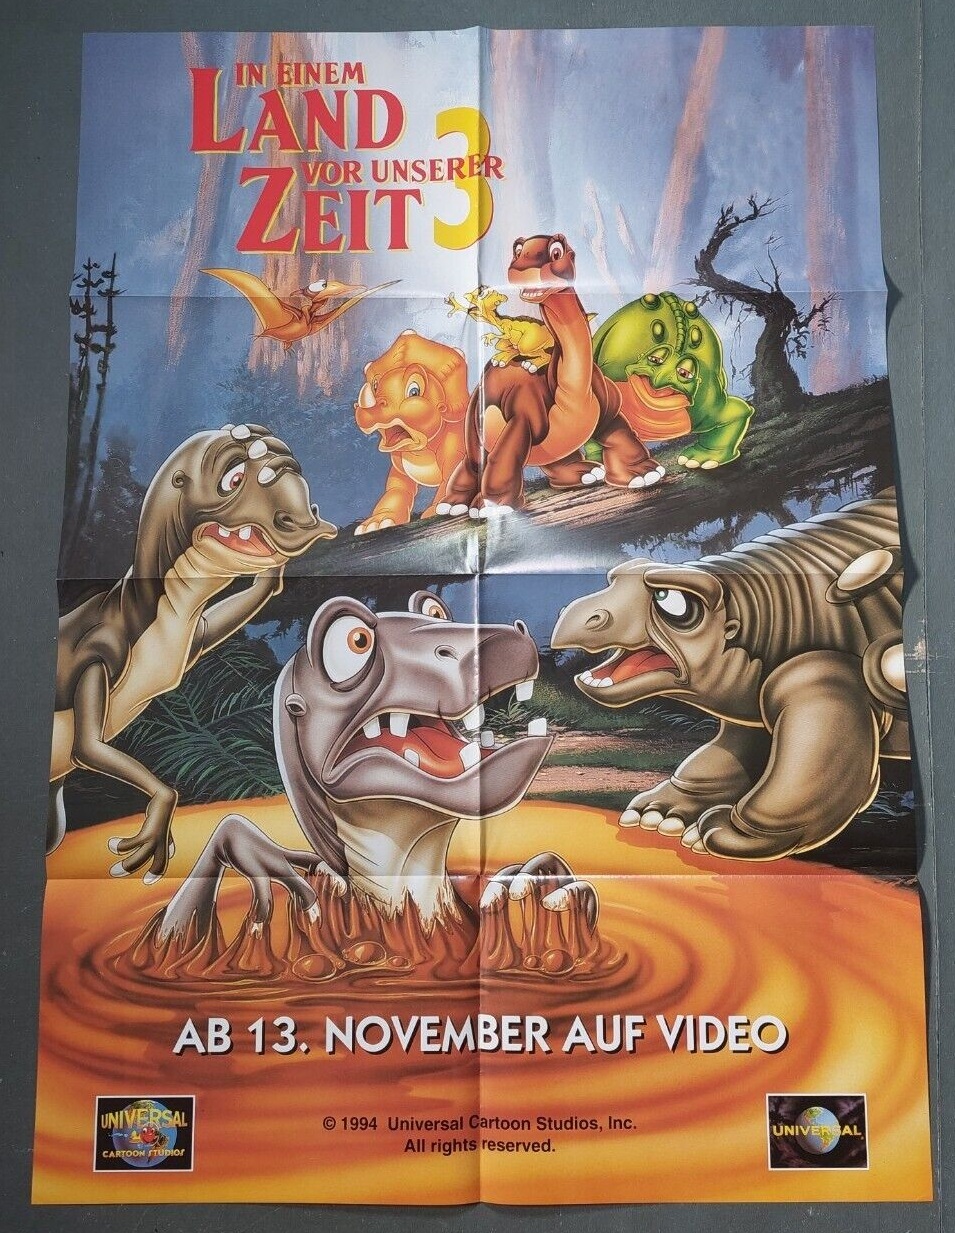 IN EINEM
LAND
VOR UNSERER
ZEIT 3
AB 13. NOVEMBER AUF VIDEO
UNIVERSAL
CARTOON STUDIOS
© 1994 Universal Cartoon Studios, Inc.
All rights reserved.
UNIVERSAL